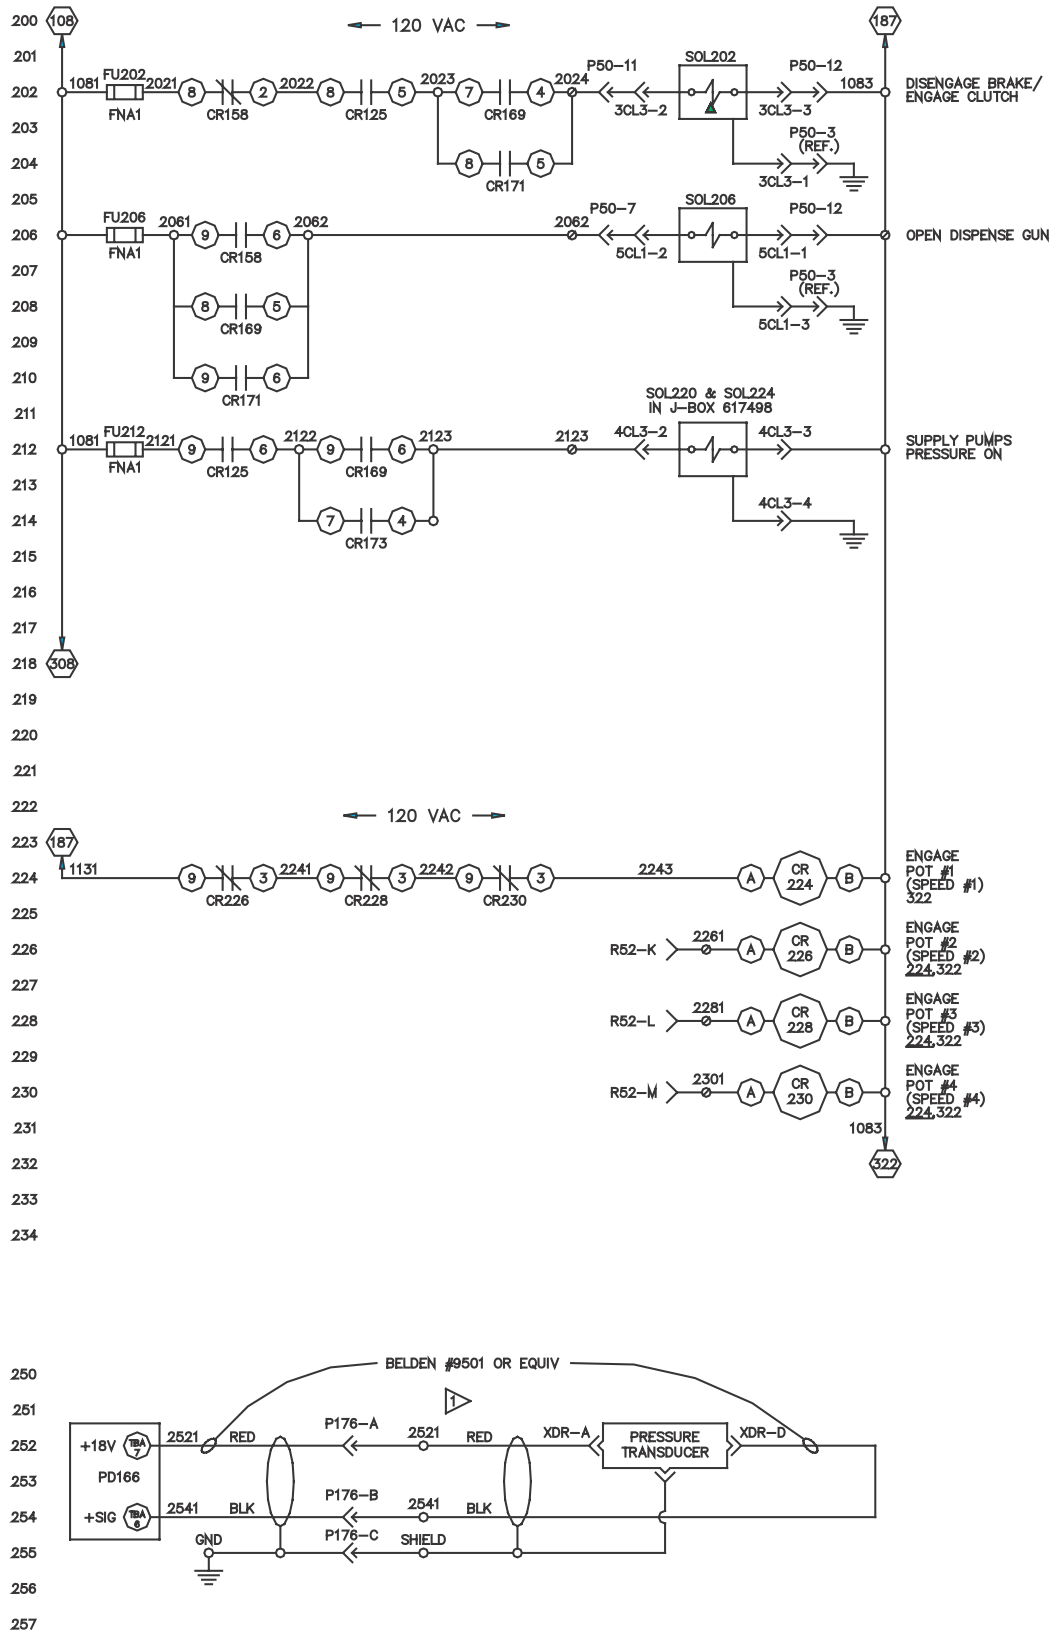 200 108 120 VAC 187
201 SOL202
P50-11 P50-12
202 1081 FU202 2021 8 2 2022 8 5 2023 7 4 2024 1083 DISENGAGE BRAKE/
FNA1 CR158 CR125 CR169 3CL3-2 3CL3-3 ENGAGE CLUTCH
203 P50-3
(REF.)
204 8 5
CR171 3CL3-1
205 SOL206
FU206 2061 2062 2062 P50-7 P50-12
206 9 6 OPEN DISPENSE GUN
FNA1 CR158 5CL1-2 5CL1-1
207 P50-3
(REF.)
208 8 5
CR169 5CL1-3
209
210 9 6 SOL220 & SOL224
CR171 IN J-BOX 617498
211
212 1081 FU212 2121 9 6 2122 9 6 2123 2123 4CL3-2 4CL3-3 SUPPLY PUMPS
FNA1 CR125 CR169 PRESSURE ON
213 4CL3-4
214 7 4
CR173
215
216
217
218 308
219
220
221
222 120 VAC
223 187 ENGAGE
224 1131 9 3 2241 9 3 2242 9 3 2243 A CR B POT #1
CR226 CR228 CR230 224 (SPEED #1)
322
225 ENGAGE
226 R52-K 2261 A CR B POT #2
226 (SPEED #2)
224,322
227 ENGAGE
228 R52-L 2281 A CR B POT #3
228 (SPEED #3)
224,322
229 ENGAGE
230 R52-M 2301 A CR B POT #4
230 (SPEED #4)
224,322
231 1083
232 322
233
234
250 BELDEN #9501 OR EQUIV
251 1
252 +18V TBA 7 2521 RED P176-A 2521 RED XDR-A PRESSURE XDR-D
TRANSDUCER
253 PD166
P176-B
254 +SIG TBA 6 2541 BLK 2541 BLK
255 GND P176-C SHIELD
256
257